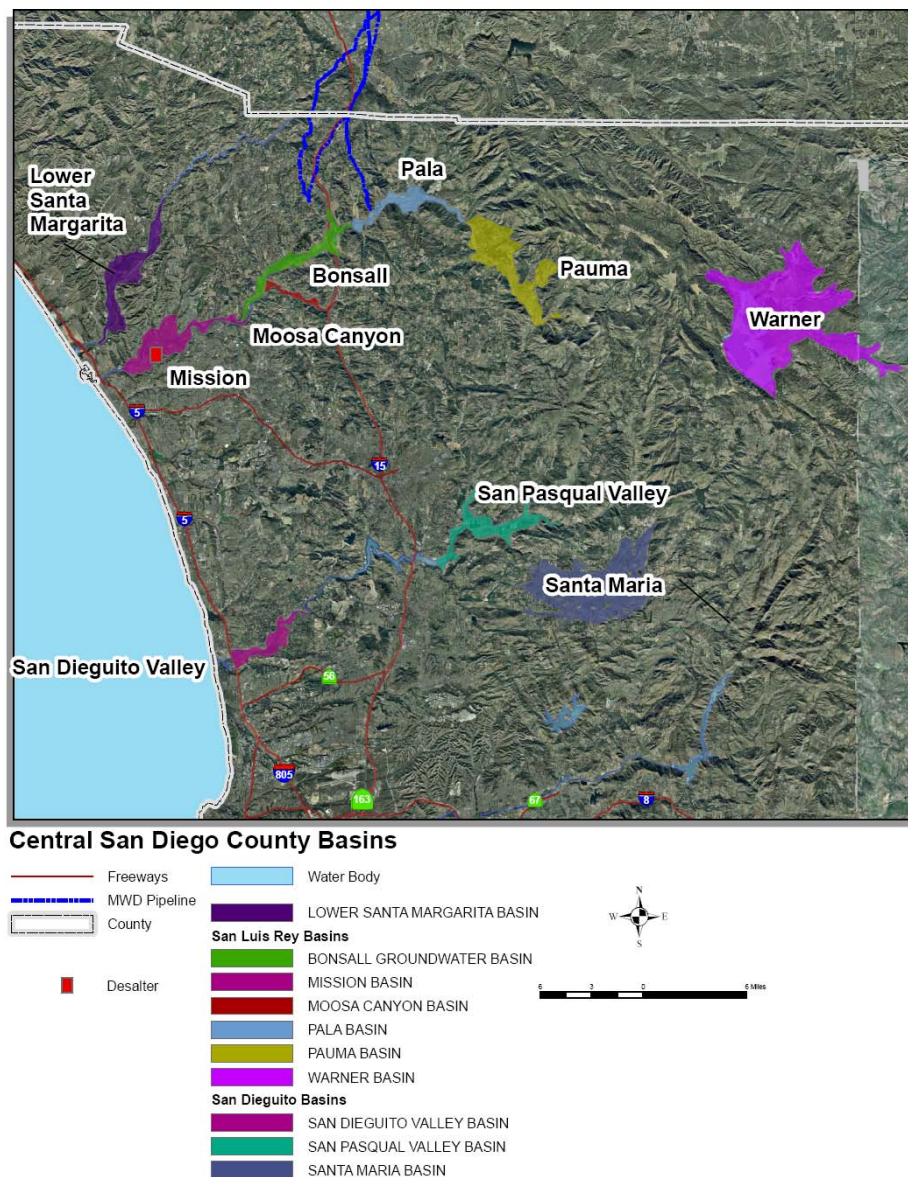 Lower
Santa
Margarita
Pala
Pauma
Bonsall
Warner
Moosa Canyon
Mission
5
15
San Pasqual Valley
5
Santa Maria
San Dieguito Valley
56
805
163
67
8
Central San Diego County Basins
Freeways
MWD Pipeline
County
Desalter
Water Body
LOWER SANTA MARGARITA BASIN
San Luis Rey Basins
BONSALL GROUNDWATER BASIN
MISSION BASIN
MOOSA CANYON BASIN
PALA BASIN
PAUMA BASIN
WARNER BASIN
San Dieguito Basins
SAN DIEGUITO VALLEY BASIN
SAN PASQUAL VALLEY BASIN
SANTA MARIA BASIN
N
W E
S
6 3 0 6 Miles